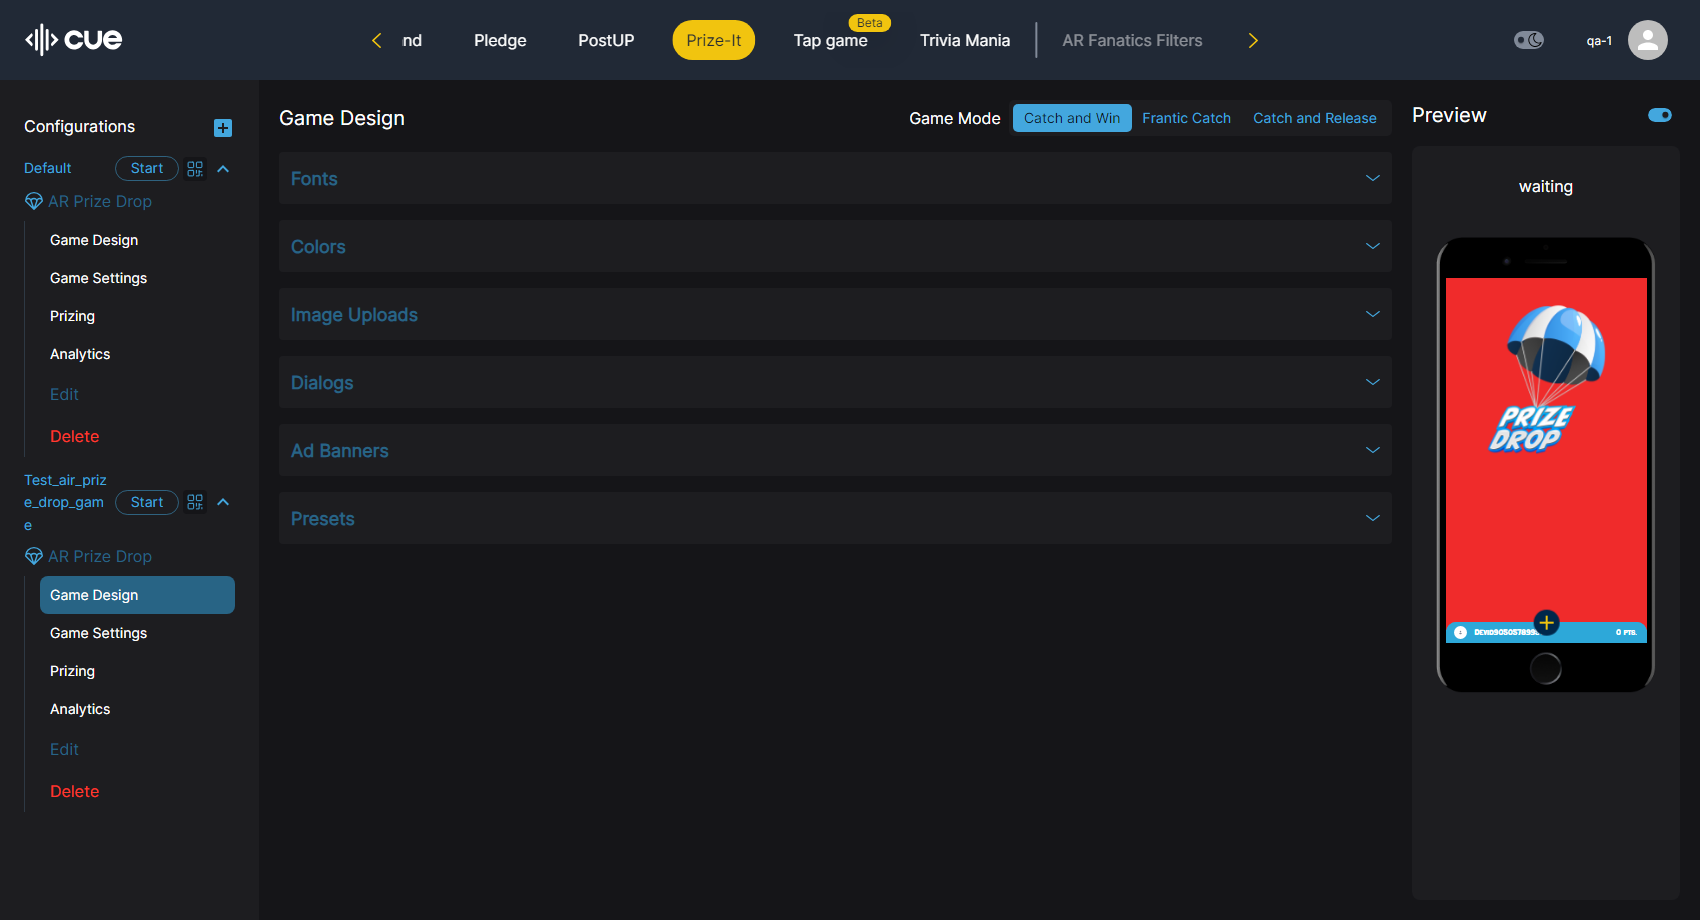 cue
nd
Pledge
PostUP
Prize-It
Beta
Tap game
Trivia Mania
AR Fanatics Filters
qa-1
Configurations
Default
Start
AR Prize Drop
Game Design
Game Settings
Prizing
Analytics
Edit
Delete
Test_air_priz
e_drop_gam
e
Start
AR Prize Drop
Game Design
Game Settings
Prizing
Analytics
Edit
Delete
Game Design
Game Mode
Catch and Win
Frantic Catch
Catch and Release
Fonts
Colors
Image Uploads
Dialogs
Ad Banners
Presets
Preview
waiting
PRIZE
DROP
0 PTS.